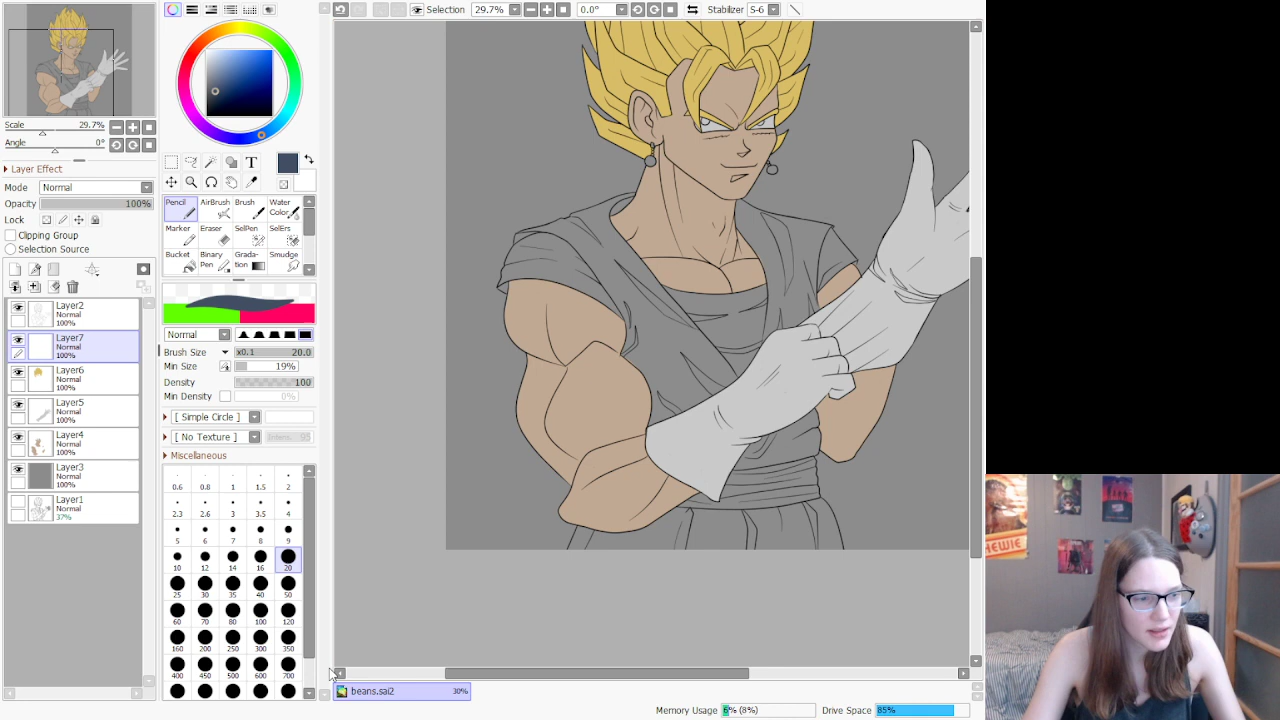 Selection 29.7% 0.0° Stabilizer S-6
Scale 29.7%
Angle 0°
Layer Effect
Mode Normal
Opacity 100%
Lock
Clipping Group
Selection Source
Layer2
Normal
100%
Layer7
Normal
100%
Layer6
Normal
100%
Layer5
Normal
100%
Layer4
Normal
100%
Layer3
Normal
100%
Layer1
Normal
37%
T
Pencil AirBrush Brush Water Color
Marker Eraser SelPen SelErs
Bucket Binary Pen Grada-tion Smudge
Normal
Brush Size x0.1 20.0
Min Size 19%
Density 100
Min Density 0%
[ Simple Circle ]
[ No Texture ] Intens. 95
Miscellaneous
0.6 0.8 1 1.5 2
2.3 2.6 3 3.5 4
5 6 7 8 9
10 12 14 16 20
25 30 35 40 50
60 70 80 100 120
160 200 250 300 350
400 450 500 600 700
beans.sai2 30%
Memory Usage 6% (8%) Drive Space 85%
HEWIE